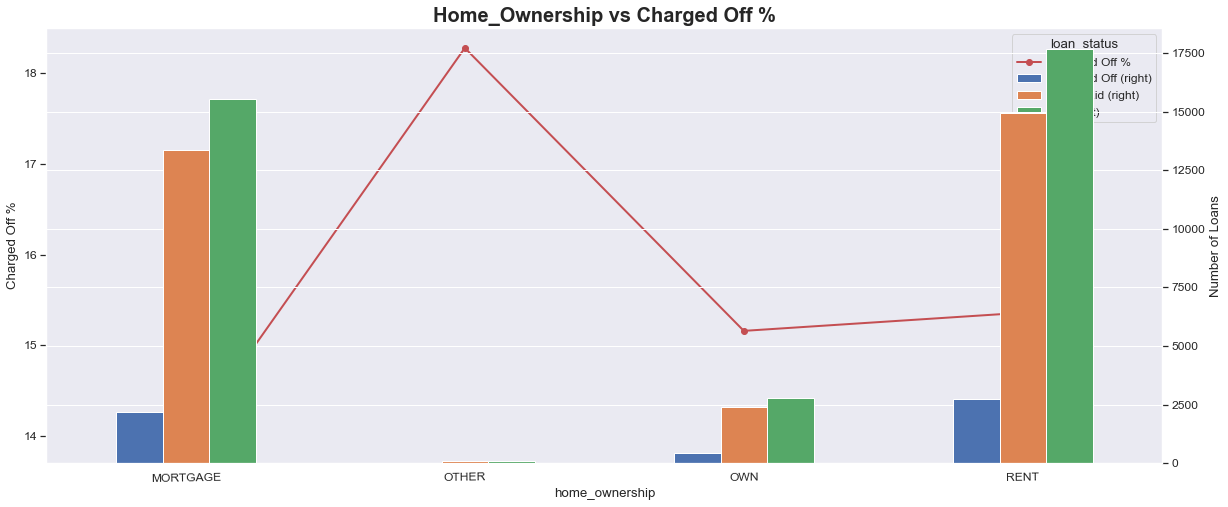 Home_Ownership vs Charged Off %
loan_status
Off %
Off (right)
(right)
18
17
16
15
14
Charged Off %
17500
15000
12500
10000
7500
5000
2500
0
Number of Loans
MORTGAGE
OTHER
OWN
RENT
home_ownership